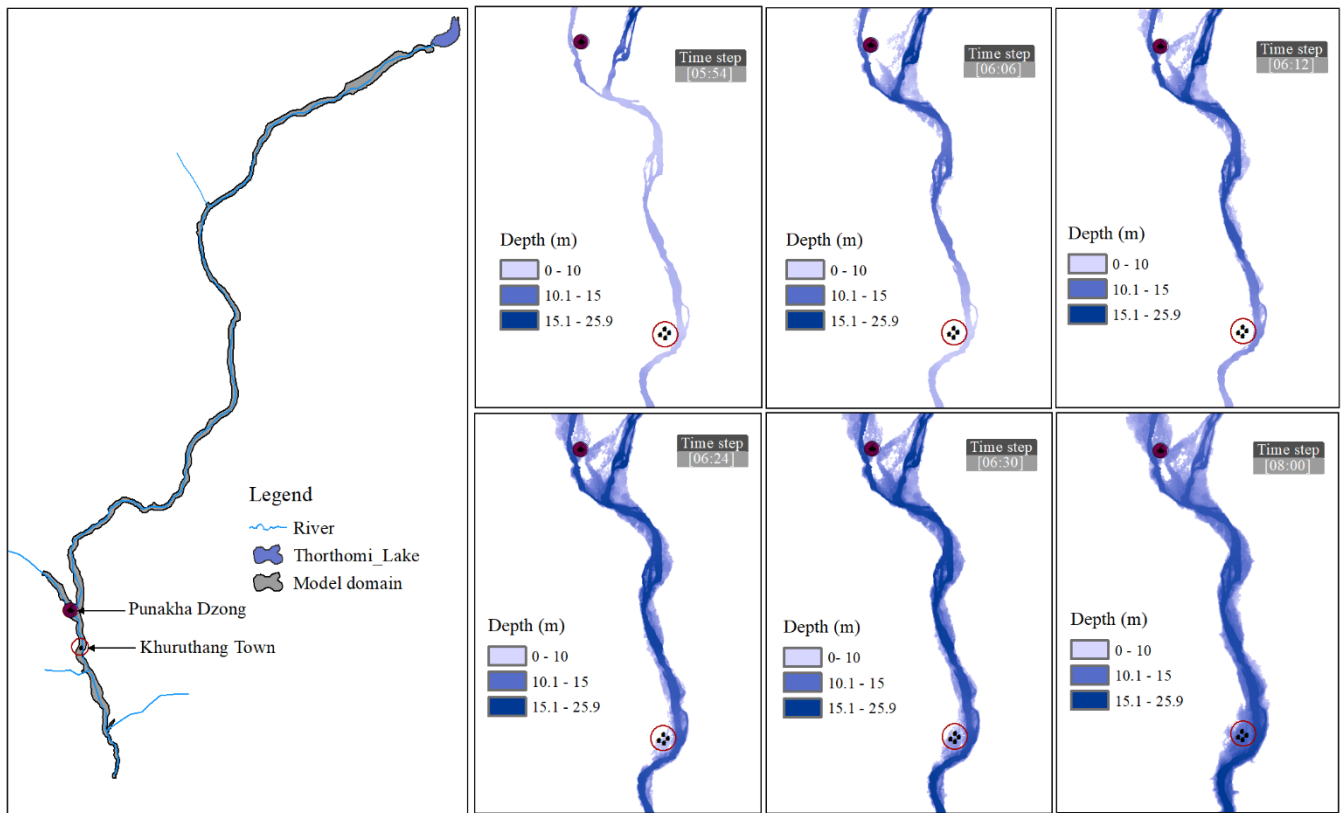 Legend
River
Thorthomi_Lake
Model domain
Punakha Dzong
Khuruthang Town
Time step
[05:54]
Depth (m)
0 - 10
10.1 - 15
15.1 - 25.9
Time step
[06:06]
Depth (m)
0 - 10
10.1 - 15
15.1 - 25.9
Time step
[06:12]
Depth (m)
0 - 10
10.1 - 15
15.1 - 25.9
Time step
[06:24]
Depth (m)
0 - 10
10.1 - 15
15.1 - 25.9
Time step
[06:30]
Depth (m)
0- 10
10.1 - 15
15.1 - 25.9
Time step
[08:00]
Depth (m)
0 - 10
10.1 - 15
15.1 - 25.9